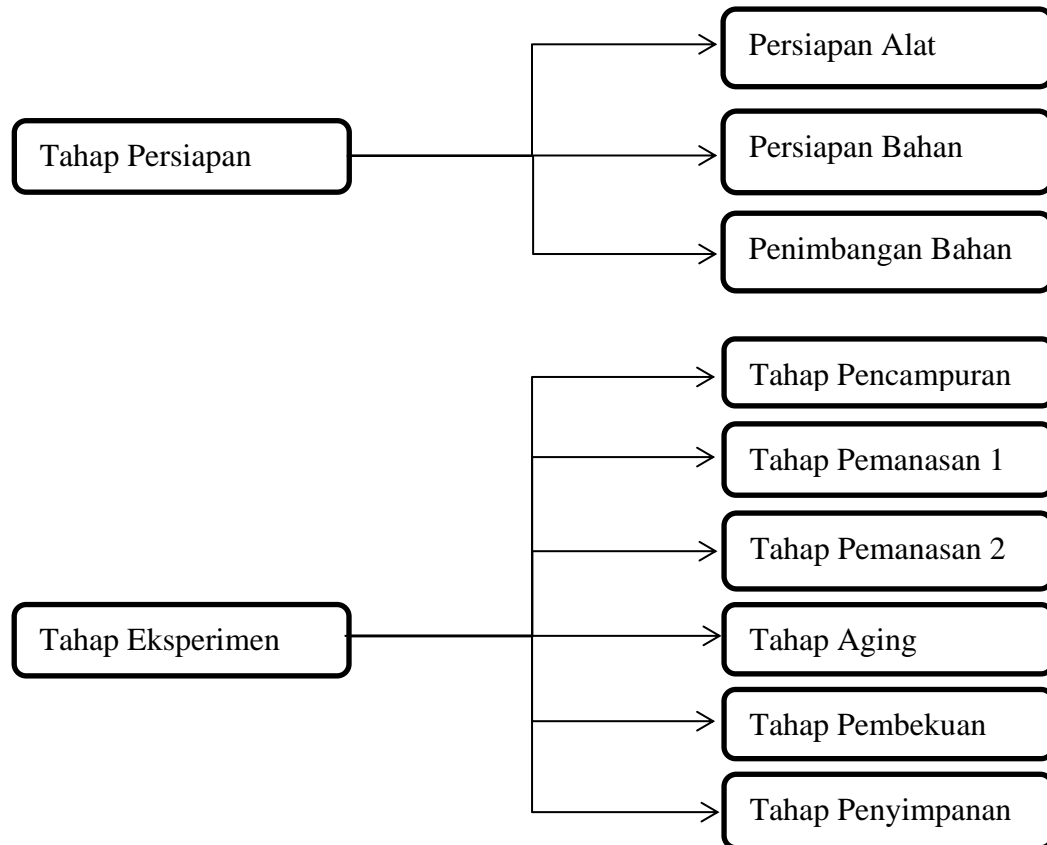 Tahap Persiapan
Persiapan Alat
Persiapan Bahan
Penimbangan Bahan
Tahap Eksperimen
Tahap Pencampuran
Tahap Pemanasan 1
Tahap Pemanasan 2
Tahap Aging
Tahap Pembekuan
Tahap Penyimpanan